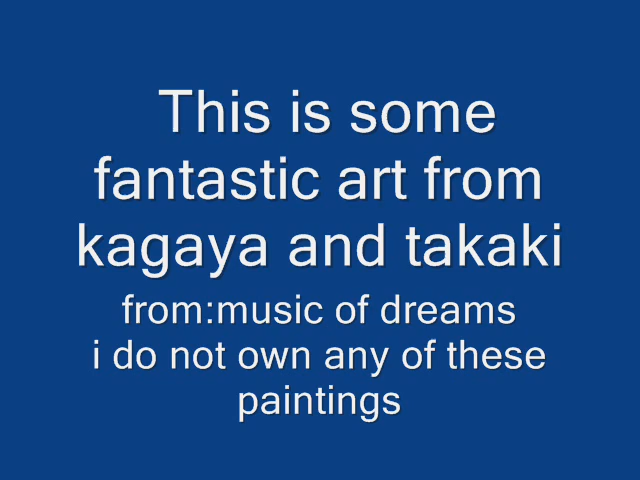 This is some
fantastic art from
kagaya and takaki
from:music of dreams
i do not own any of these
paintings